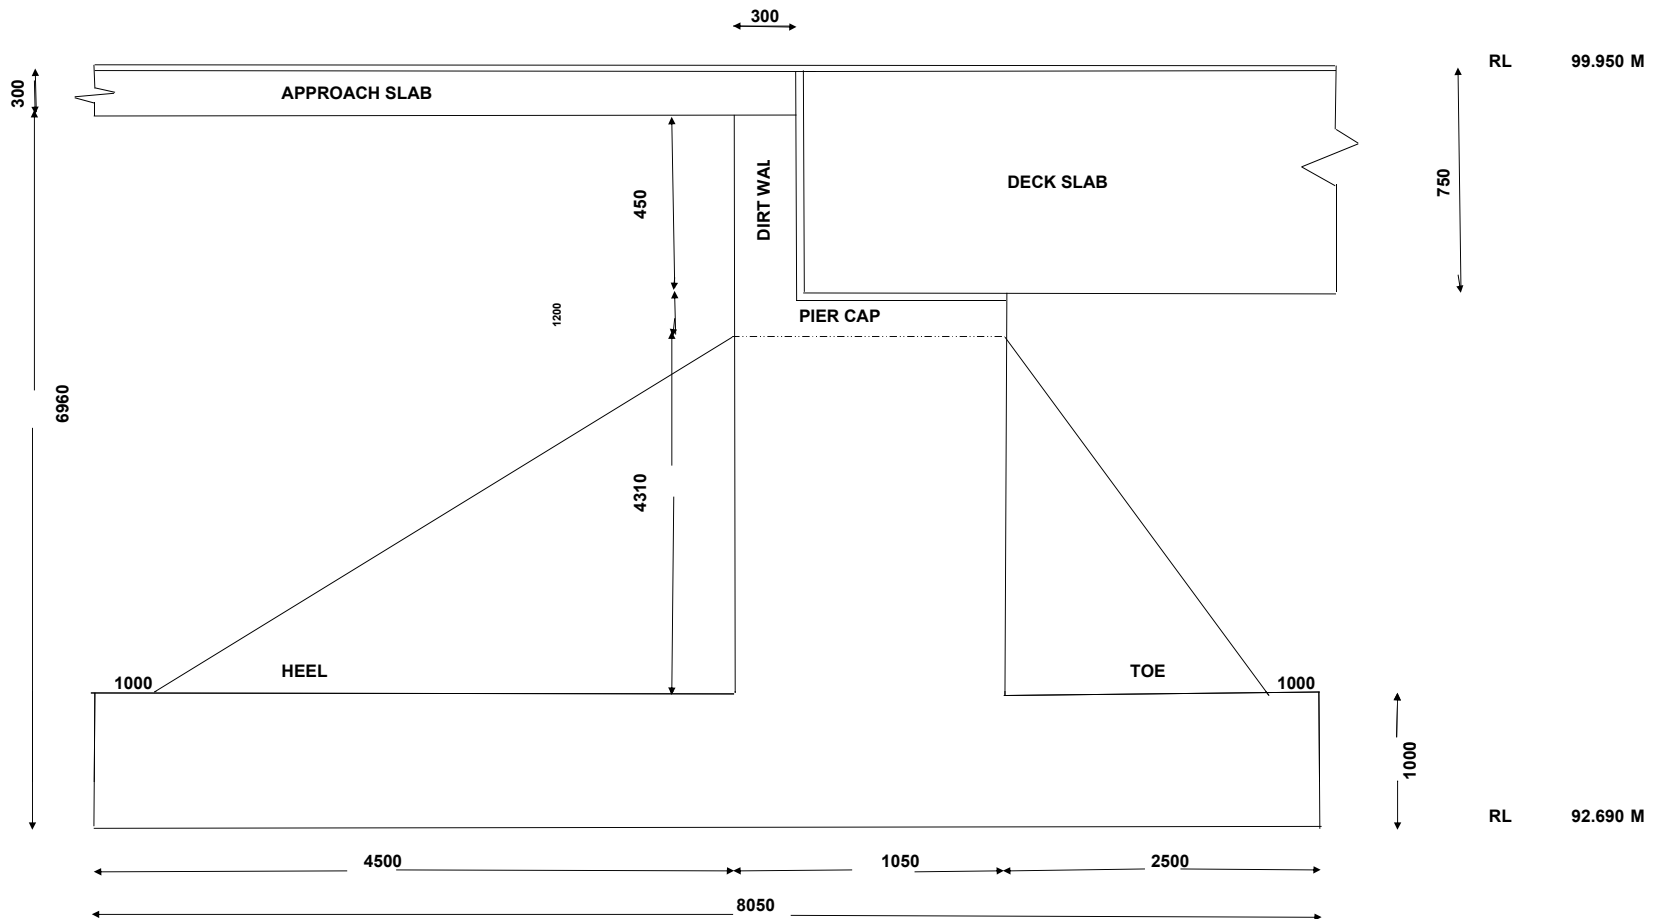 300
RL 99.950 M
300
APPROACH SLAB
DIRT WAL
DECK SLAB
750
450
1200
PIER CAP
6960
4310
HEEL
TOE
1000
1000
1000
RL 92.690 M
4500
1050
2500
8050